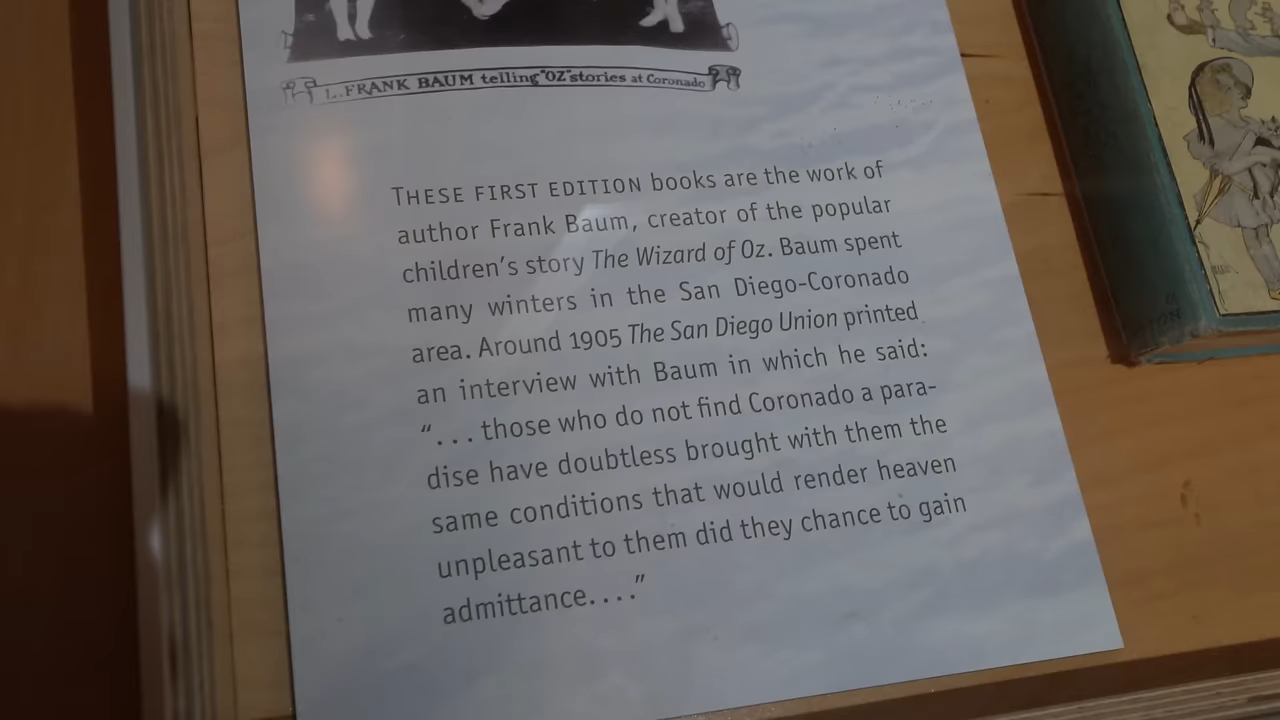 L. FRANK BAUM telling "OZ" stories at Coronado
THESE FIRST EDITION books are the work of
author Frank Baum, creator of the popular
children's story The Wizard of Oz. Baum spent
many winters in the San Diego-Coronado
area. Around 1905 The San Diego Union printed
an interview with Baum in which he said:
“... those who do not find Coronado a para-
dise have doubtless brought with them the
same conditions that would render heaven
unpleasant to them did they chance to gain
admittance....”